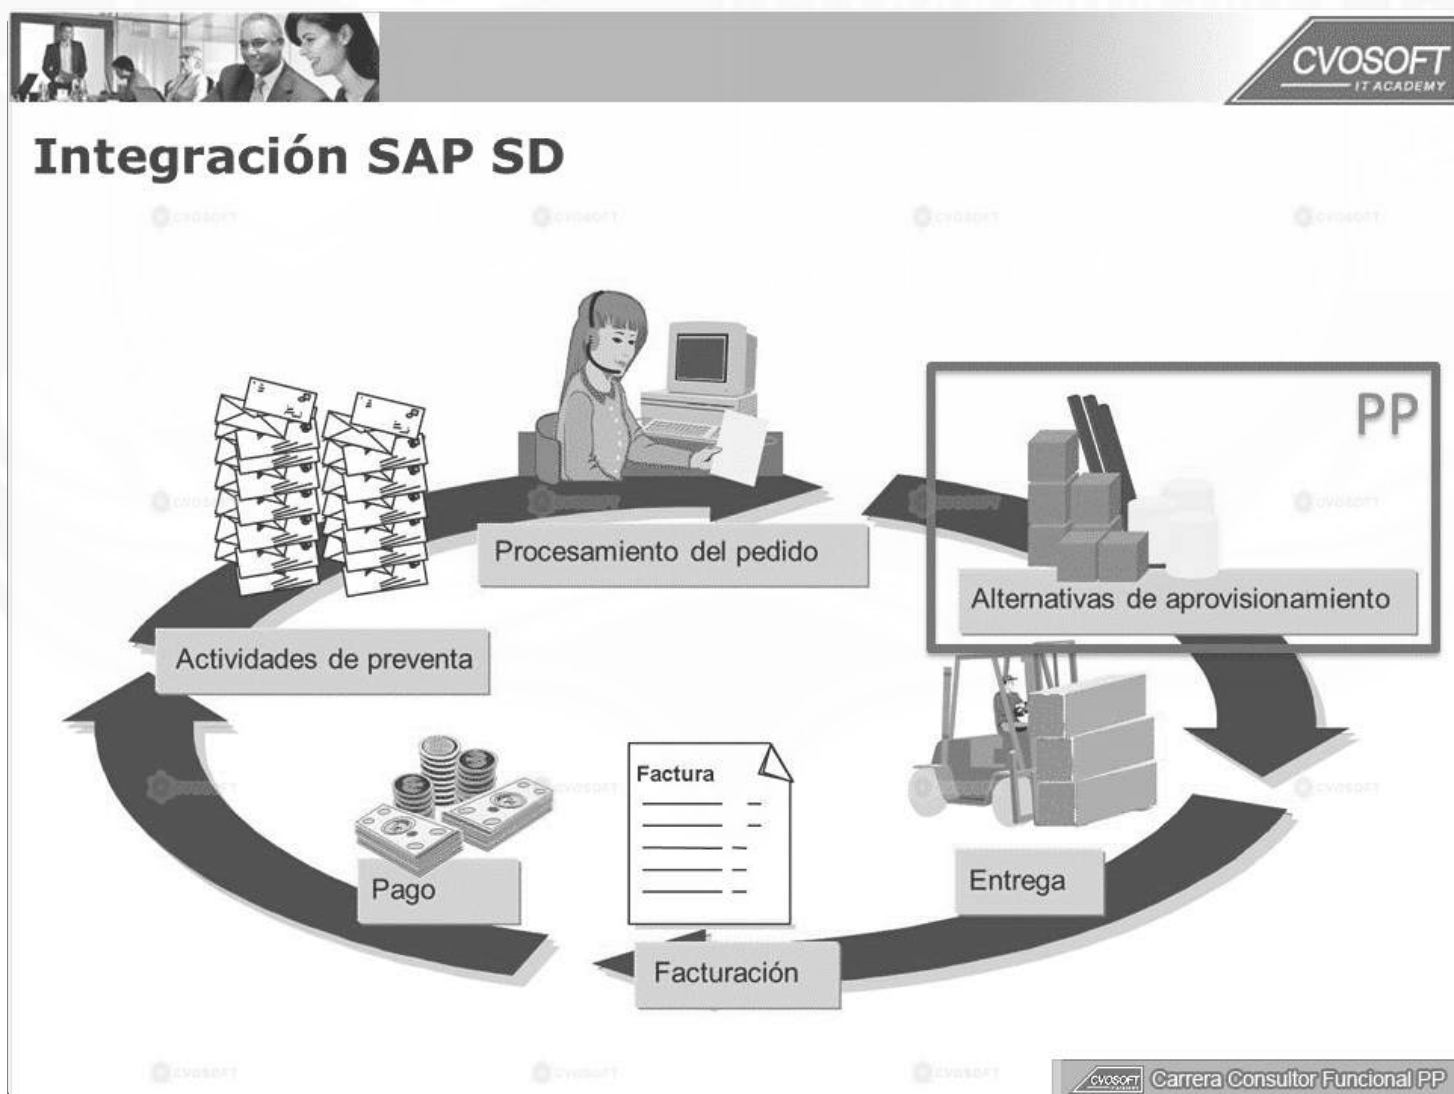 CVOSOFT
IT ACADEMY
Integración SAP SD
PP
Procesamiento del pedido
Alternativas de aprovisionamiento
Actividades de preventa
Factura
Pago
Entrega
Facturación
CVOSOFT
Carrera Consultor Funcional PP